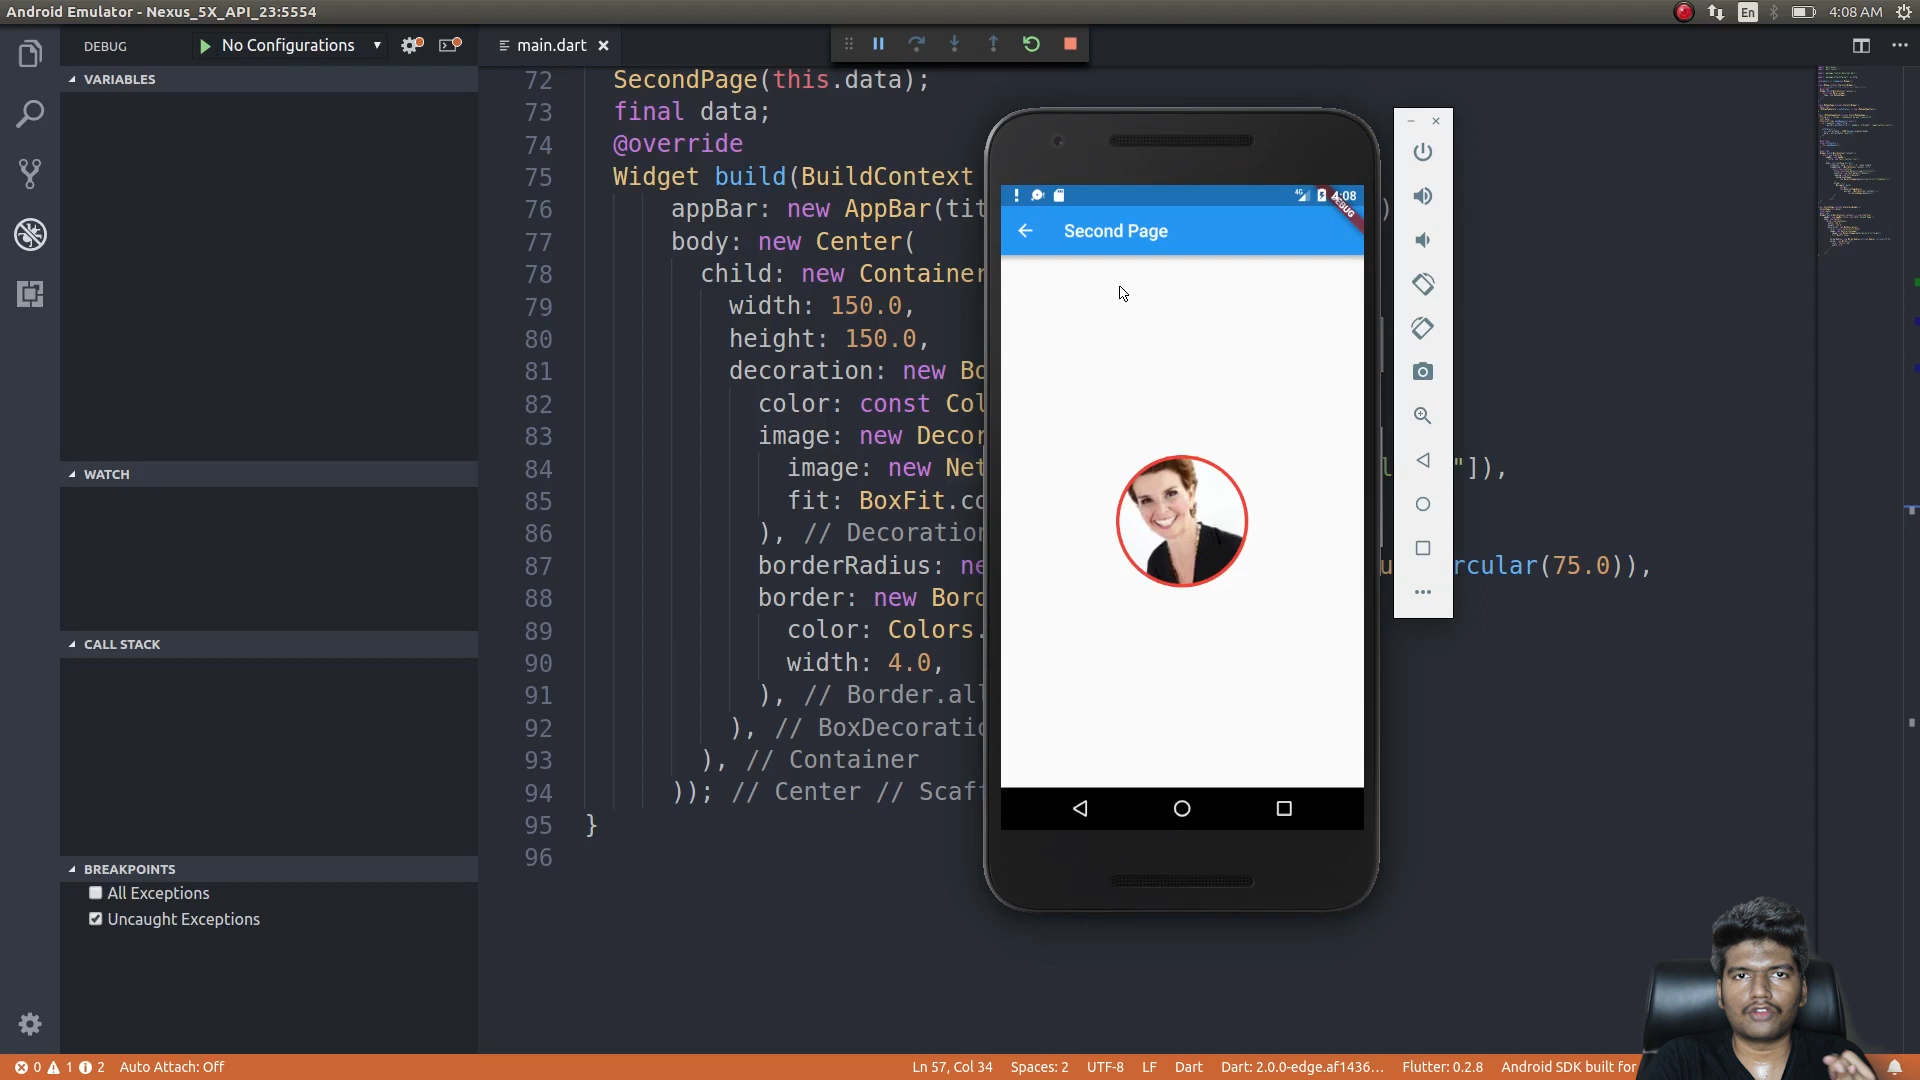 Android Emulator - Nexus_5X_API_23:5554
En
4:08 AM
DEBUG
No Configurations
main.dart
VARIABLES
WATCH
CALL STACK
BREAKPOINTS
All Exceptions
Uncaught Exceptions
72 SecondPage(this.data);
73 final data;
74 @override
75 Widget build(BuildContext
76 appBar: new AppBar(tit )
77 body: new Center(
78 child: new Container
79 width: 150.0,
80 height: 150.0,
81 decoration: new Bo
82 color: const Col
83 image: new Decor
84 image: new Net "]),
85 fit: BoxFit.co
86 ), // Decoration
87 borderRadius: ne rcular(75.0)),
88 border: new Bord
89 color: Colors.
90 width: 4.0,
91 ), // Border.all
92 ), // BoxDecoratio
93 ), // Container
94 )); // Center // Scaf
95 }
96
4G
4:08
DEBUG
Second Page
0 1 2 Auto Attach: Off
Ln 57, Col 34 Spaces: 2 UTF-8 LF Dart Dart: 2.0.0-edge.af1436... Flutter: 0.2.8 Android SDK built for